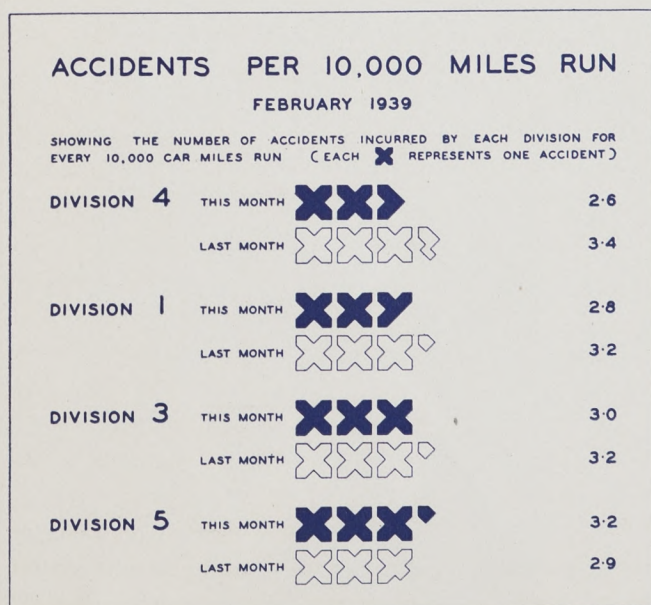 ACCIDENTS PER 10,000 MILES RUN
FEBRUARY 1939
SHOWING THE NUMBER OF ACCIDENTS INCURRED BY EACH DIVISION FOR
EVERY 10,000 CAR MILES RUN (EACH REPRESENTS ONE ACCIDENT)
DIVISION 4 THIS MONTH 2·6
LAST MONTH 3·4
DIVISION 1 THIS MONTH 2·8
LAST MONTH 3·2
DIVISION 3 THIS MONTH 3·0
LAST MONTH 3·2
DIVISION 5 THIS MONTH 3·2
LAST MONTH 2·9